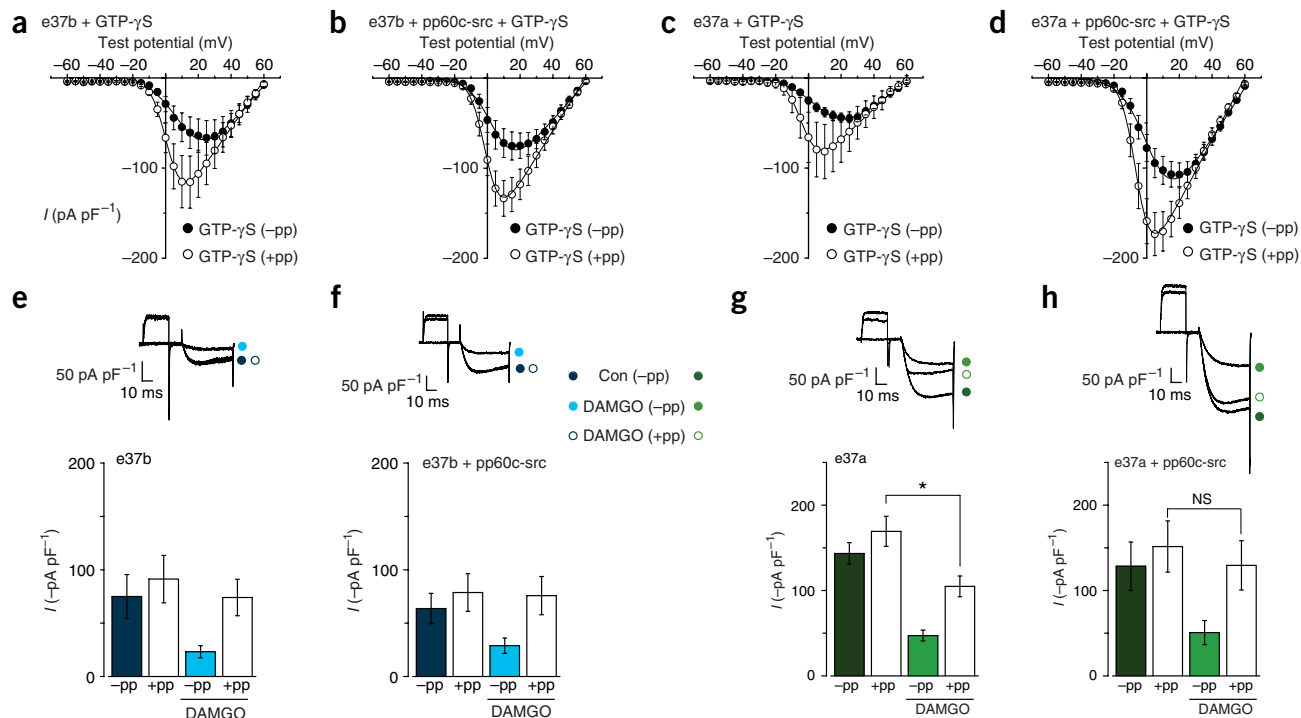 a e37b + GTP-γS
Test potential (mV)
−60 −40 −20 20 40 60
−100
I (pA pF−1)
−200
GTP-γS (−pp)
GTP-γS (+pp)
b e37b + pp60c-src + GTP-γS
Test potential (mV)
−60 −40 −20 20 40 60
−100
−200
GTP-γS (−pp)
GTP-γS (+pp)
c e37a + GTP-γS
Test potential (mV)
−60 −40 −20 20 40 60
−100
−200
GTP-γS (−pp)
GTP-γS (+pp)
d e37a + pp60c-src + GTP-γS
Test potential (mV)
−60 −40 −20 20 40 60
−100
−200
GTP-γS (−pp)
GTP-γS (+pp)
e
50 pA pF−1
10 ms
e37b
200
100
0
I (−pA pF−1)
−pp +pp −pp +pp
DAMGO
f
50 pA pF−1
10 ms
Con (−pp)
DAMGO (−pp)
DAMGO (+pp)
e37b + pp60c-src
200
100
0
I (−pA pF−1)
−pp +pp −pp +pp
DAMGO
g
50 pA pF−1
10 ms
e37a
*
200
100
0
I (−pA pF−1)
−pp +pp −pp +pp
DAMGO
h
50 pA pF−1
10 ms
e37a + pp60c-src
NS
200
100
0
I (−pA pF−1)
−pp +pp −pp +pp
DAMGO